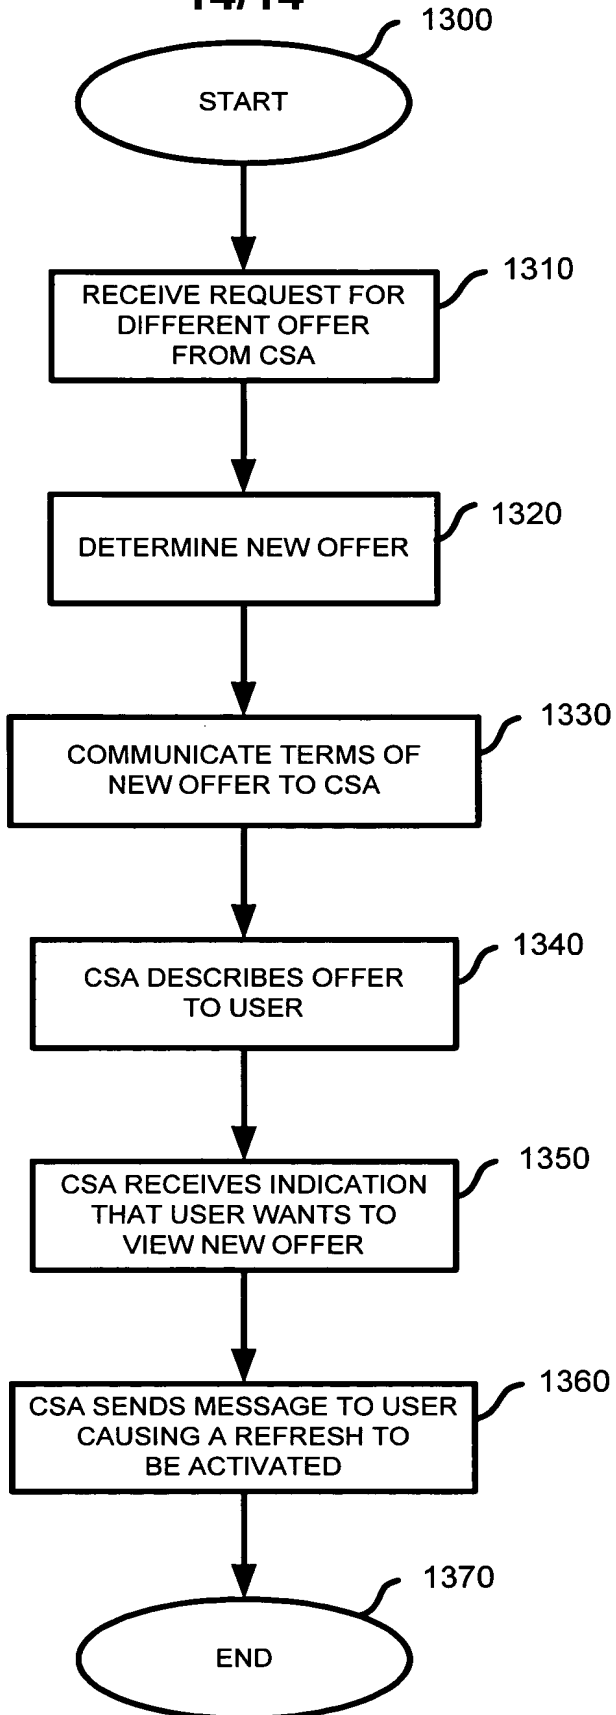 14/14
1300
START
1310
RECEIVE REQUEST FOR
DIFFERENT OFFER
FROM CSA
1320
DETERMINE NEW OFFER
1330
COMMUNICATE TERMS OF
NEW OFFER TO CSA
1340
CSA DESCRIBES OFFER
TO USER
1350
CSA RECEIVES INDICATION
THAT USER WANTS TO
VIEW NEW OFFER
1360
CSA SENDS MESSAGE TO USER
CAUSING A REFRESH TO
BE ACTIVATED
1370
END